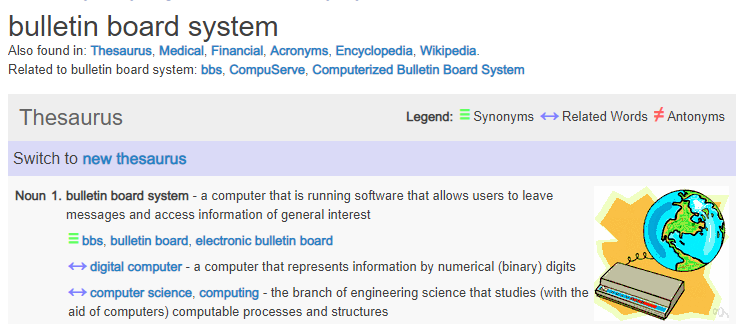 bulletin board system
Also found in: Thesaurus, Medical, Financial, Acronyms, Encyclopedia, Wikipedia.
Related to bulletin board system: bbs, CompuServe, Computerized Bulletin Board System
Thesaurus
Legend: Synonyms Related Words Antonyms
Switch to new thesaurus
Noun 1. bulletin board system - a computer that is running software that allows users to leave
messages and access information of general interest
bbs, bulletin board, electronic bulletin board
digital computer - a computer that represents information by numerical (binary) digits
computer science, computing - the branch of engineering science that studies (with the
aid of computers) computable processes and structures